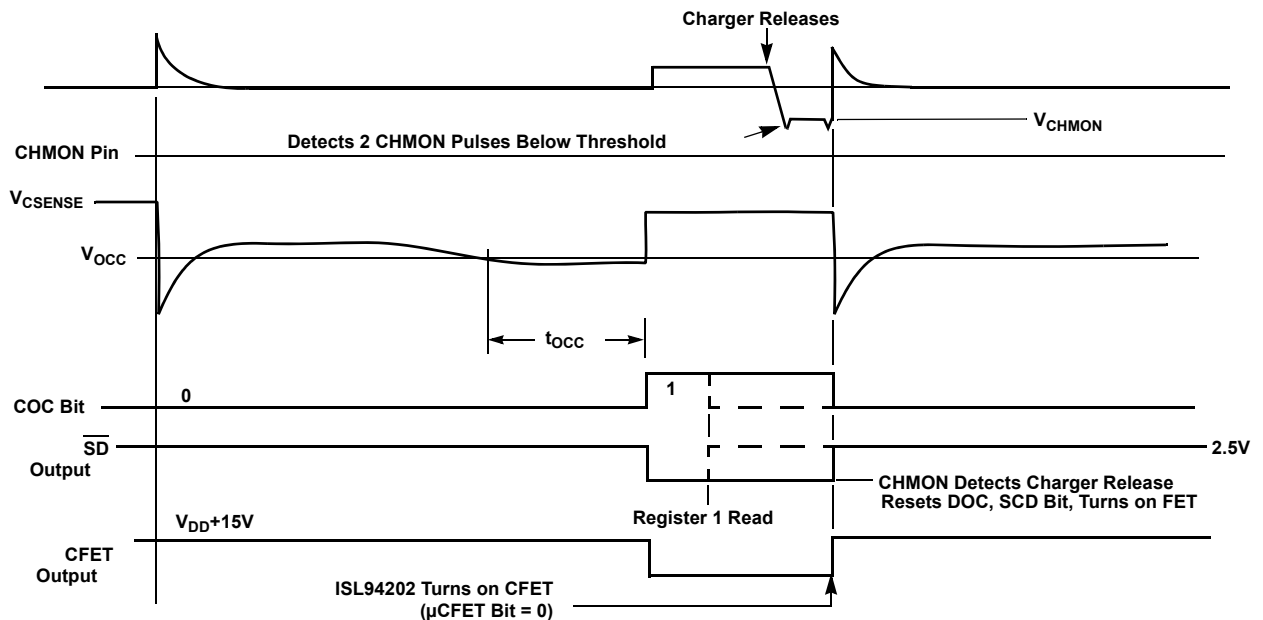 Charger Releases
V_CHMON
Detects 2 CHMON Pulses Below Threshold
CHMON Pin
V_CSENSE
V_OCC
t_OCC
0
1
COC Bit
SD
Output
2.5V
CHMON Detects Charger Release
Resets DOC, SCD Bit, Turns on FET
Register 1 Read
V_DD+15V
CFET
Output
ISL94202 Turns on CFET
(µCFET Bit = 0)